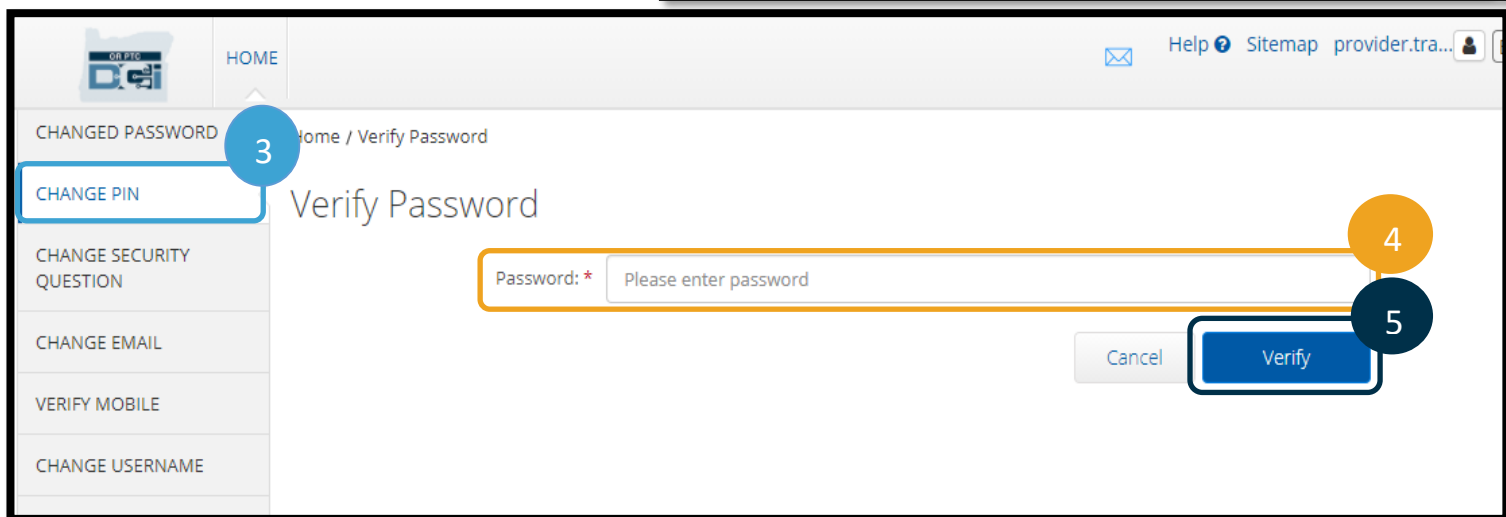 OR PTC
DCi
HOME
Help ? Sitemap provider.tra...
CHANGED PASSWORD
3
Home / Verify Password
CHANGE PIN
Verify Password
4
CHANGE SECURITY
QUESTION
Password: * Please enter password
5
CHANGE EMAIL
Cancel Verify
VERIFY MOBILE
CHANGE USERNAME